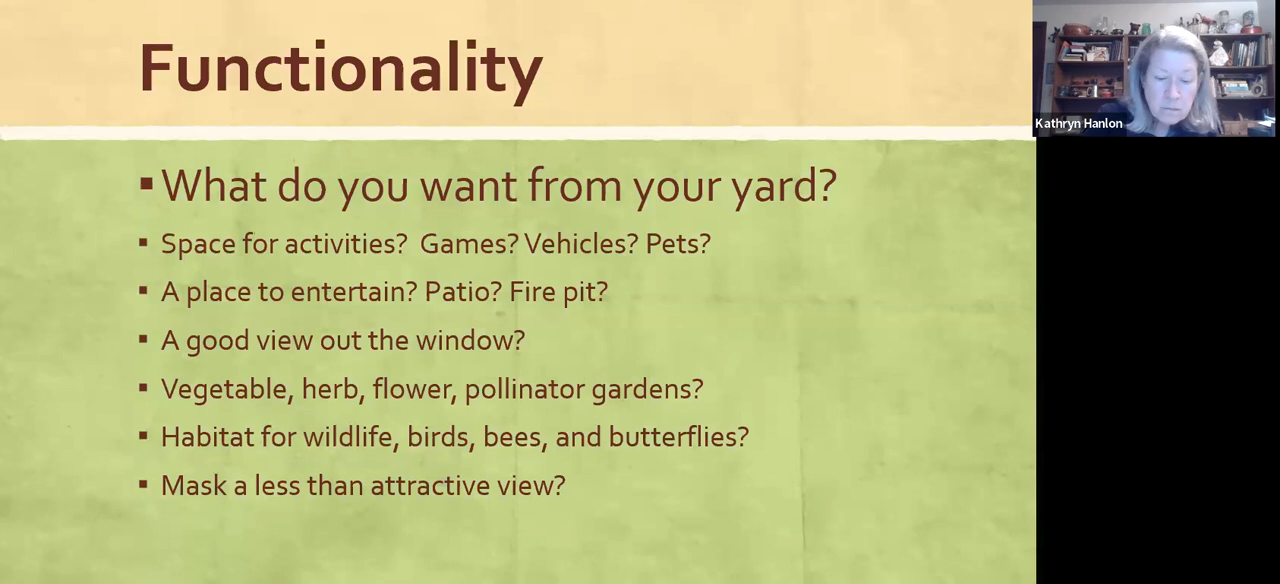 Functionality
▪What do you want from your yard?
▪ Space for activities?  Games? Vehicles? Pets?
▪ A place to entertain? Patio? Fire pit?
▪ A good view out the window?
▪ Vegetable, herb, flower, pollinator gardens?
▪ Habitat for wildlife, birds, bees, and butterflies?
▪ Mask a less than attractive view?
Kathryn Hanlon